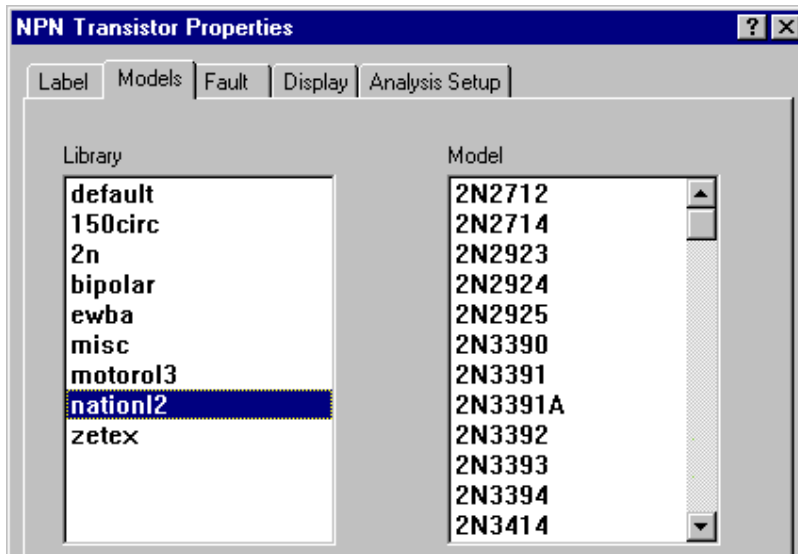 NPN Transistor Properties
Label Models Fault Display Analysis Setup
Library
default
150circ
2n
bipolar
ewba
misc
motorol3
nationl2
zetex
Model
2N2712
2N2714
2N2923
2N2924
2N2925
2N3390
2N3391
2N3391A
2N3392
2N3393
2N3394
2N3414